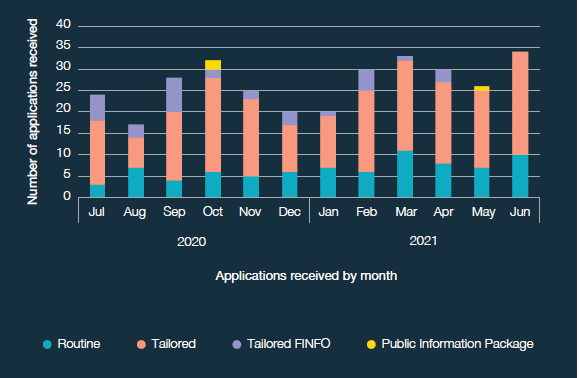 Number of applications received
40
35
30
25
20
15
10
5
0
Jul Aug Sep Oct Nov Dec Jan Feb Mar Apr May Jun
2020 2021
Applications received by month
Routine Tailored Tailored FINFO Public Information Package